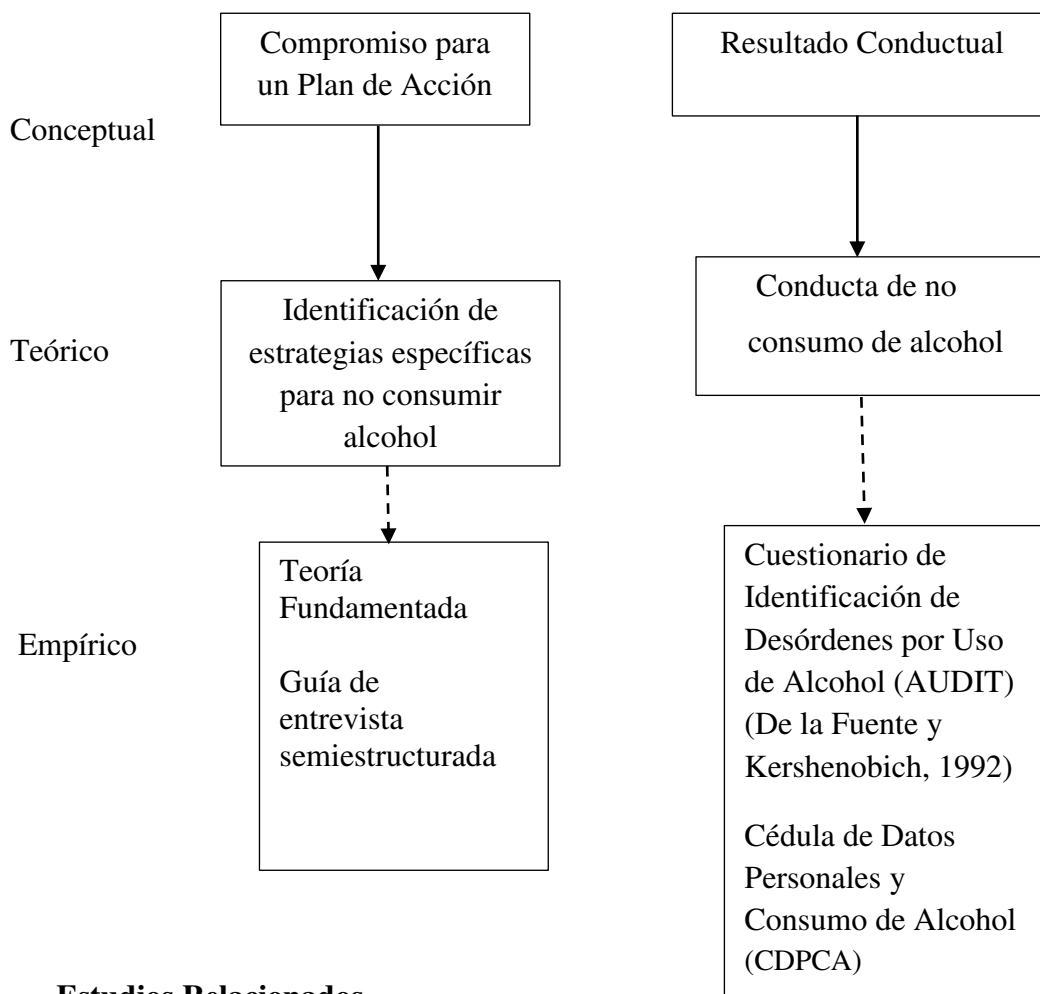 Compromiso para
un Plan de Acción
Resultado Conductual
Conceptual
Identificación de
estrategias específicas
para no consumir
alcohol
Conducta de no
consumo de alcohol
Teórico
Teoría
Fundamentada
Guía de
entrevista
semiestructurada
Cuestionario de
Identificación de
Desórdenes por Uso
de Alcohol (AUDIT)
(De la Fuente y
Kershenobich, 1992)
Cédula de Datos
Personales y
Consumo de Alcohol
(CDPCA)
Empírico
Estudios Relacionados